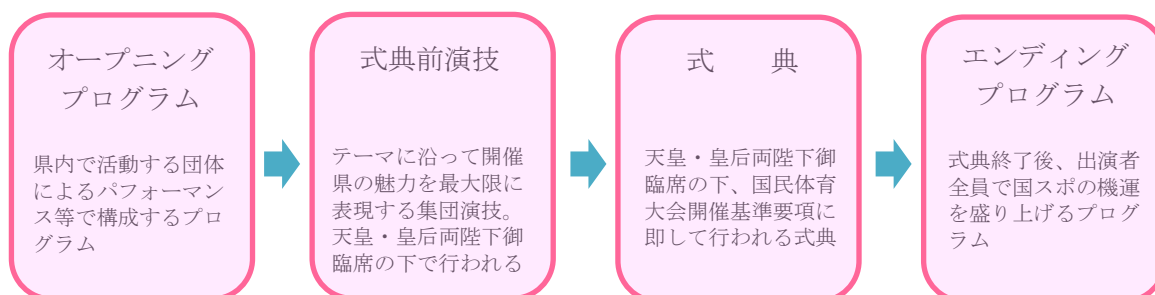 オープニング
プログラム
県内で活動する団体
によるパフォーマン
ス等で構成するプロ
グラム
式典前演技
テーマに沿って開催
県の魅力を最大限に
表現する集団演技。
天皇・皇后両陛下御
臨席の下で行われる
式　典
天皇・皇后両陛下御
臨席の下、国民体育
大会開催基準要項に
即して行われる式典
エンディング
プログラム
式典終了後、出演者
全員で国スポの機運
を盛り上げるプログ
ラム